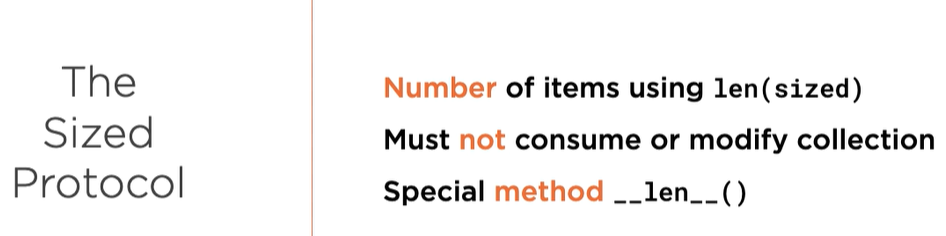 The
Sized
Protocol
Number of items using len(sized)
Must not consume or modify collection
Special method __len__()